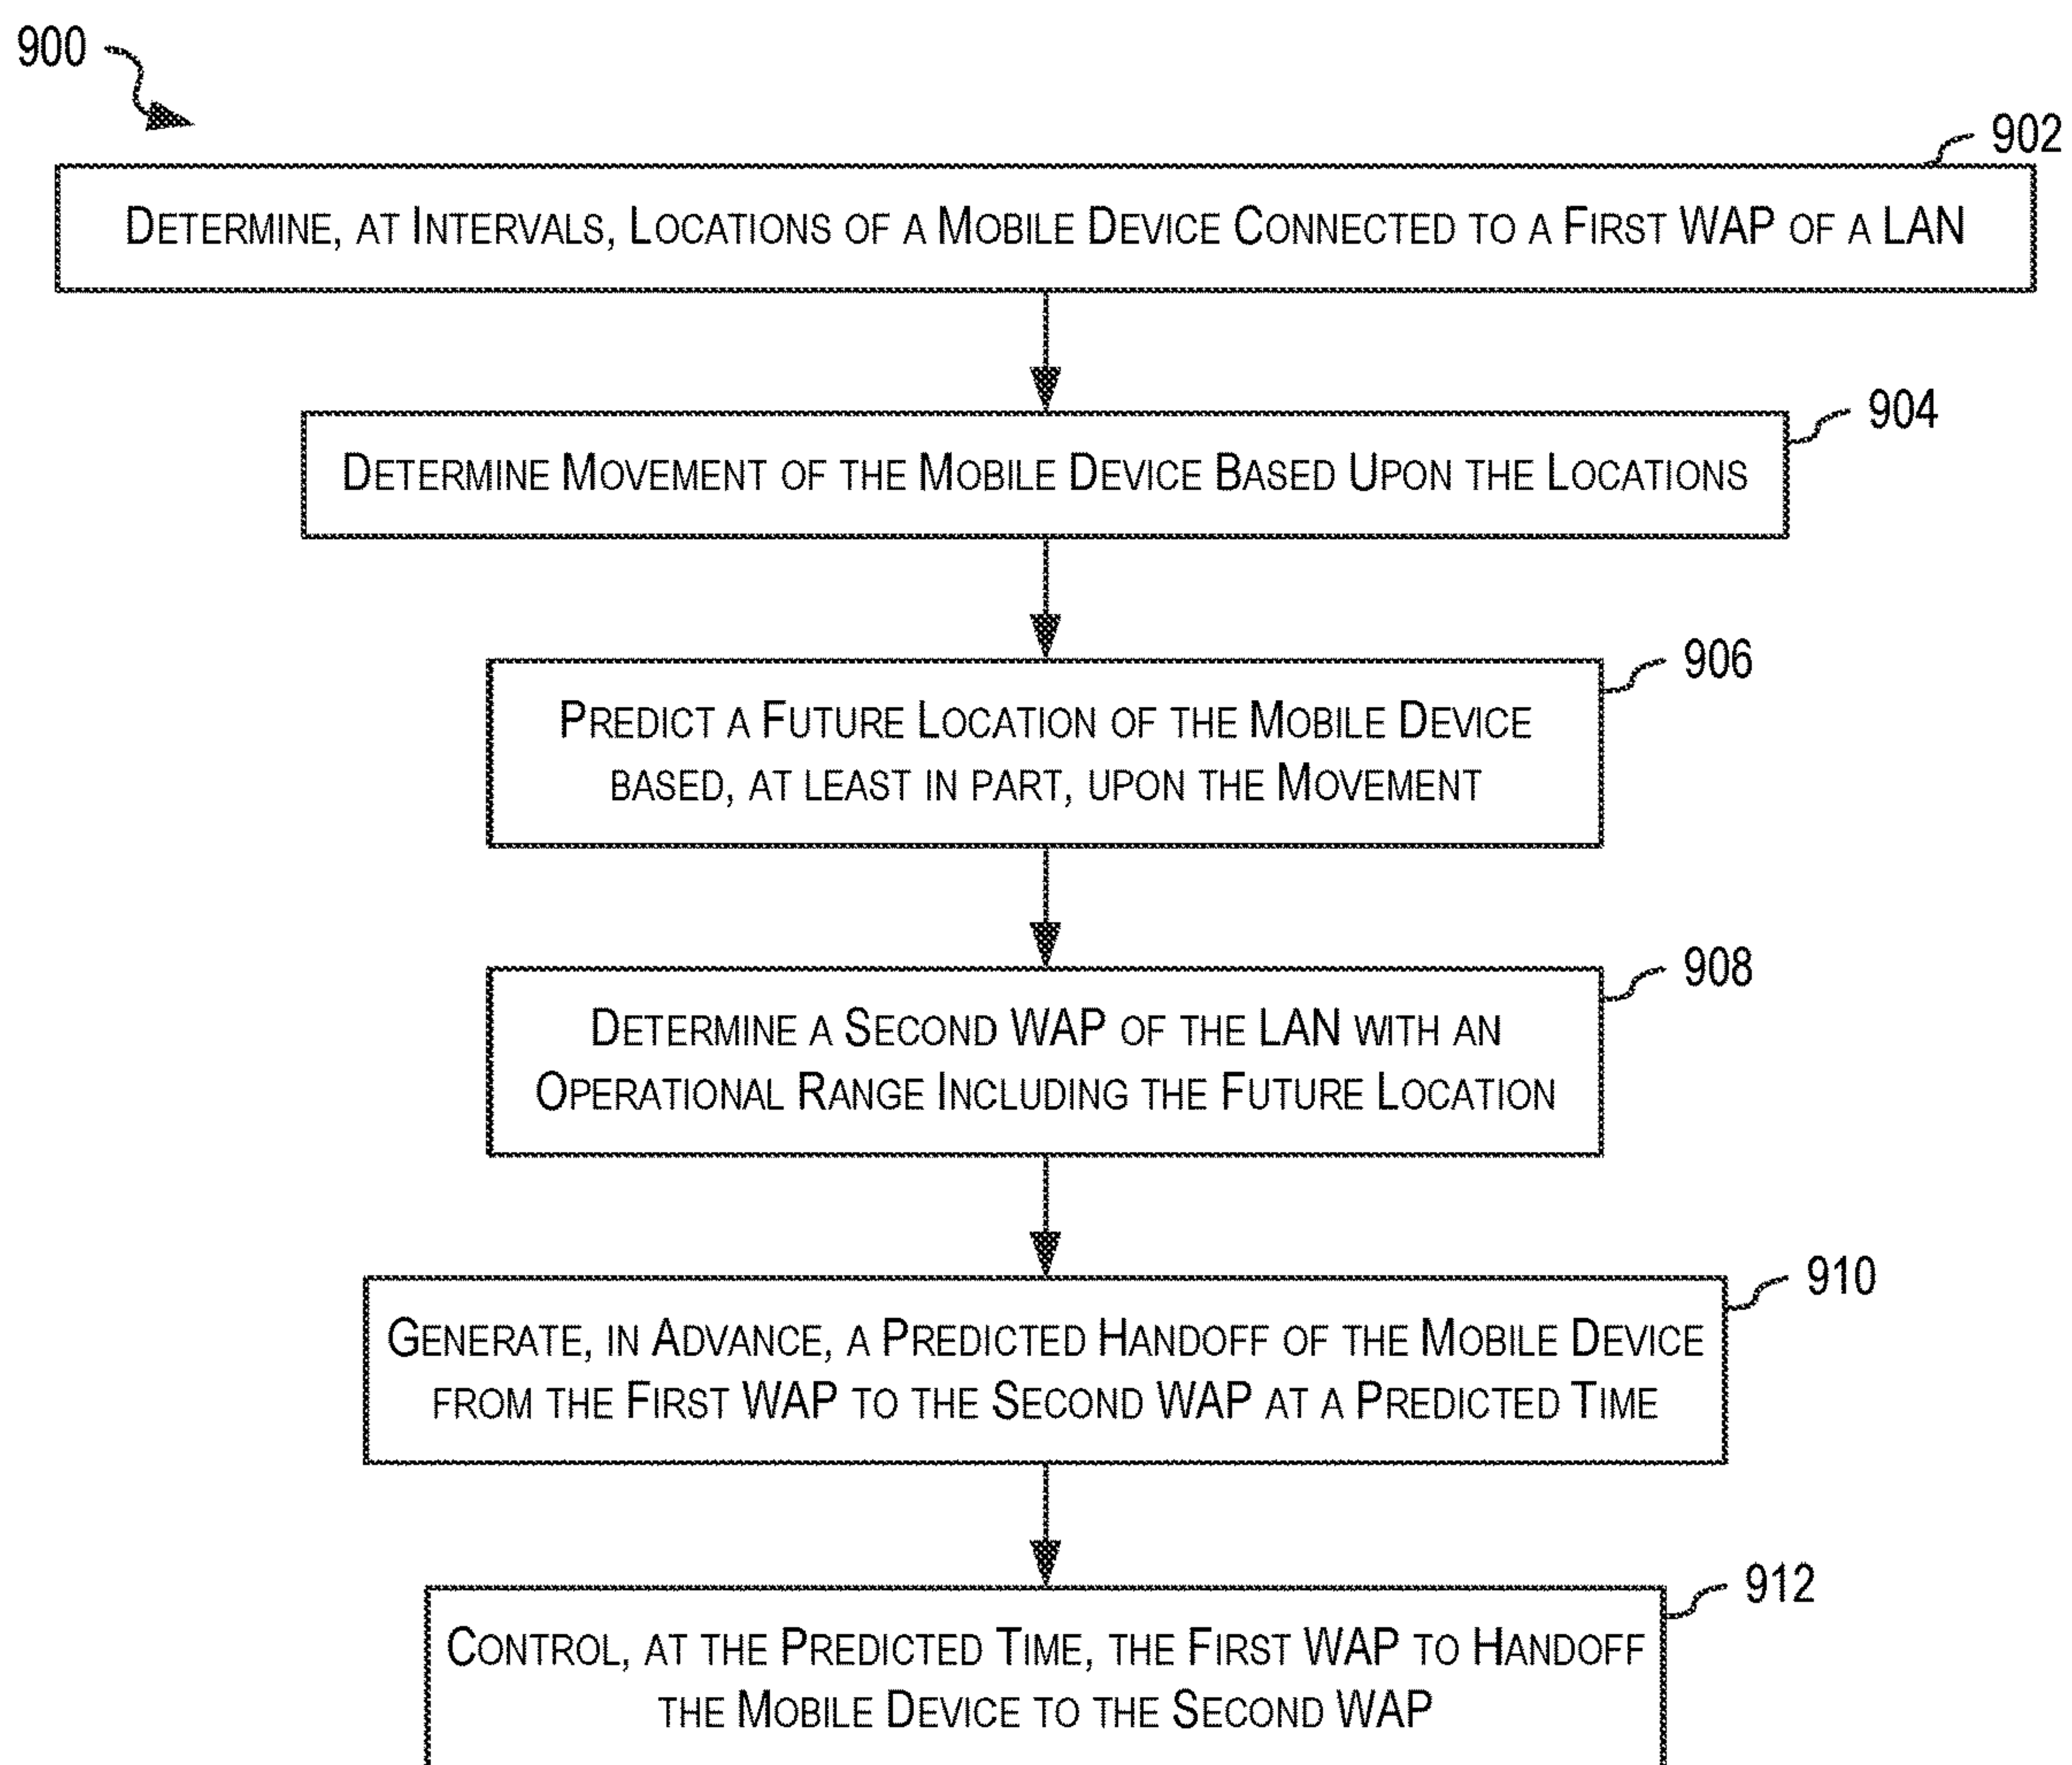 900
902
DETERMINE, AT INTERVALS, LOCATIONS OF A MOBILE DEVICE CONNECTED TO A FIRST WAP OF A LAN
904
DETERMINE MOVEMENT OF THE MOBILE DEVICE BASED UPON THE LOCATIONS
906
PREDICT A FUTURE LOCATION OF THE MOBILE DEVICE
BASED, AT LEAST IN PART, UPON THE MOVEMENT
908
DETERMINE A SECOND WAP OF THE LAN WITH AN
OPERATIONAL RANGE INCLUDING THE FUTURE LOCATION
910
GENERATE, IN ADVANCE, A PREDICTED HANDOFF OF THE MOBILE DEVICE
FROM THE FIRST WAP TO THE SECOND WAP AT A PREDICTED TIME
912
CONTROL, AT THE PREDICTED TIME, THE FIRST WAP TO HANDOFF
THE MOBILE DEVICE TO THE SECOND WAP